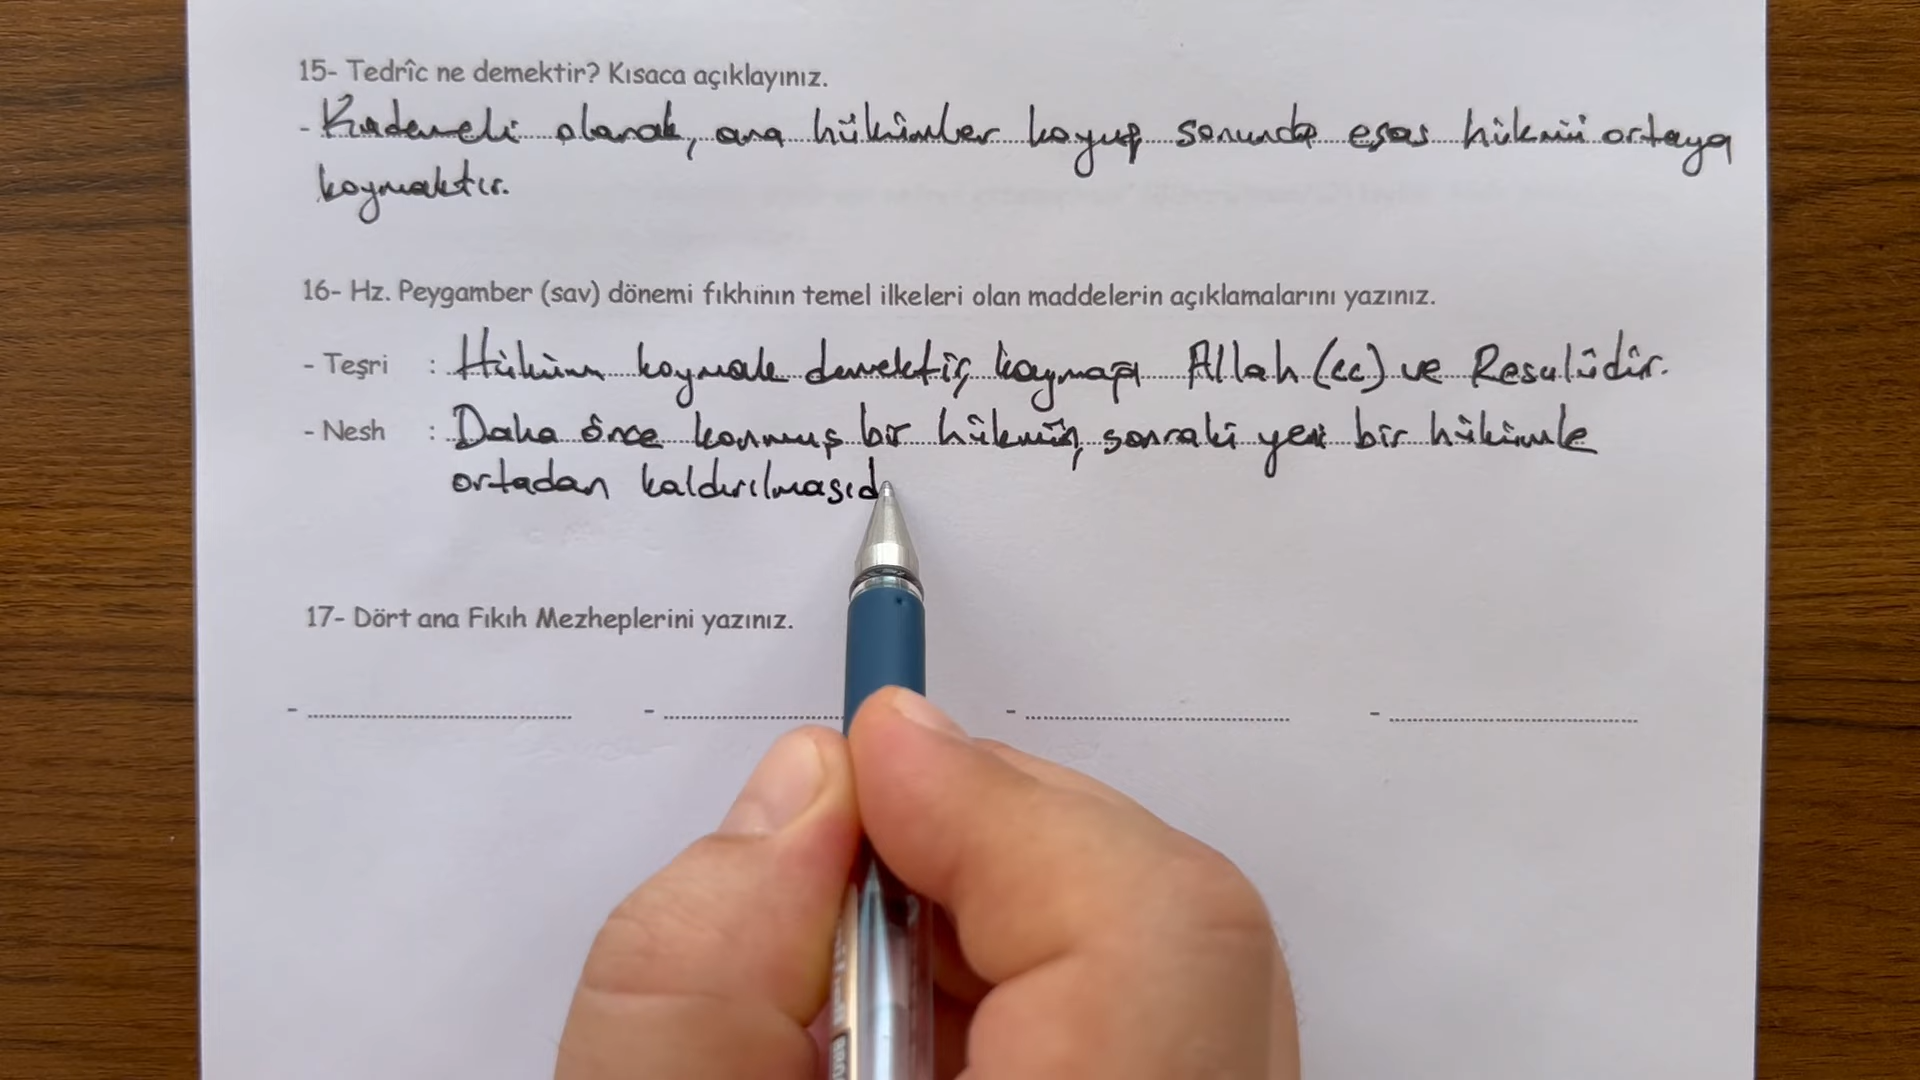 15- Tedrîc ne demektir? Kısaca açıklayınız.
- Kademeli olarak, ana hükümler koyup sonunda esas hükmü ortaya
koymaktır.
16- Hz. Peygamber (sav) dönemi fıkhının temel ilkeleri olan maddelerin açıklamalarını yazınız.
- Teşri : Hüküm koymak demektir, kaynağı Allah (cc) ve Resulüdür.
- Nesh : Daha önce konmuş bir hükmün, sonraki yeni bir hükümle
ortadan kaldırılmasıd
17- Dört ana Fıkıh Mezheplerini yazınız.
- ........ - ........ - ........ - ........